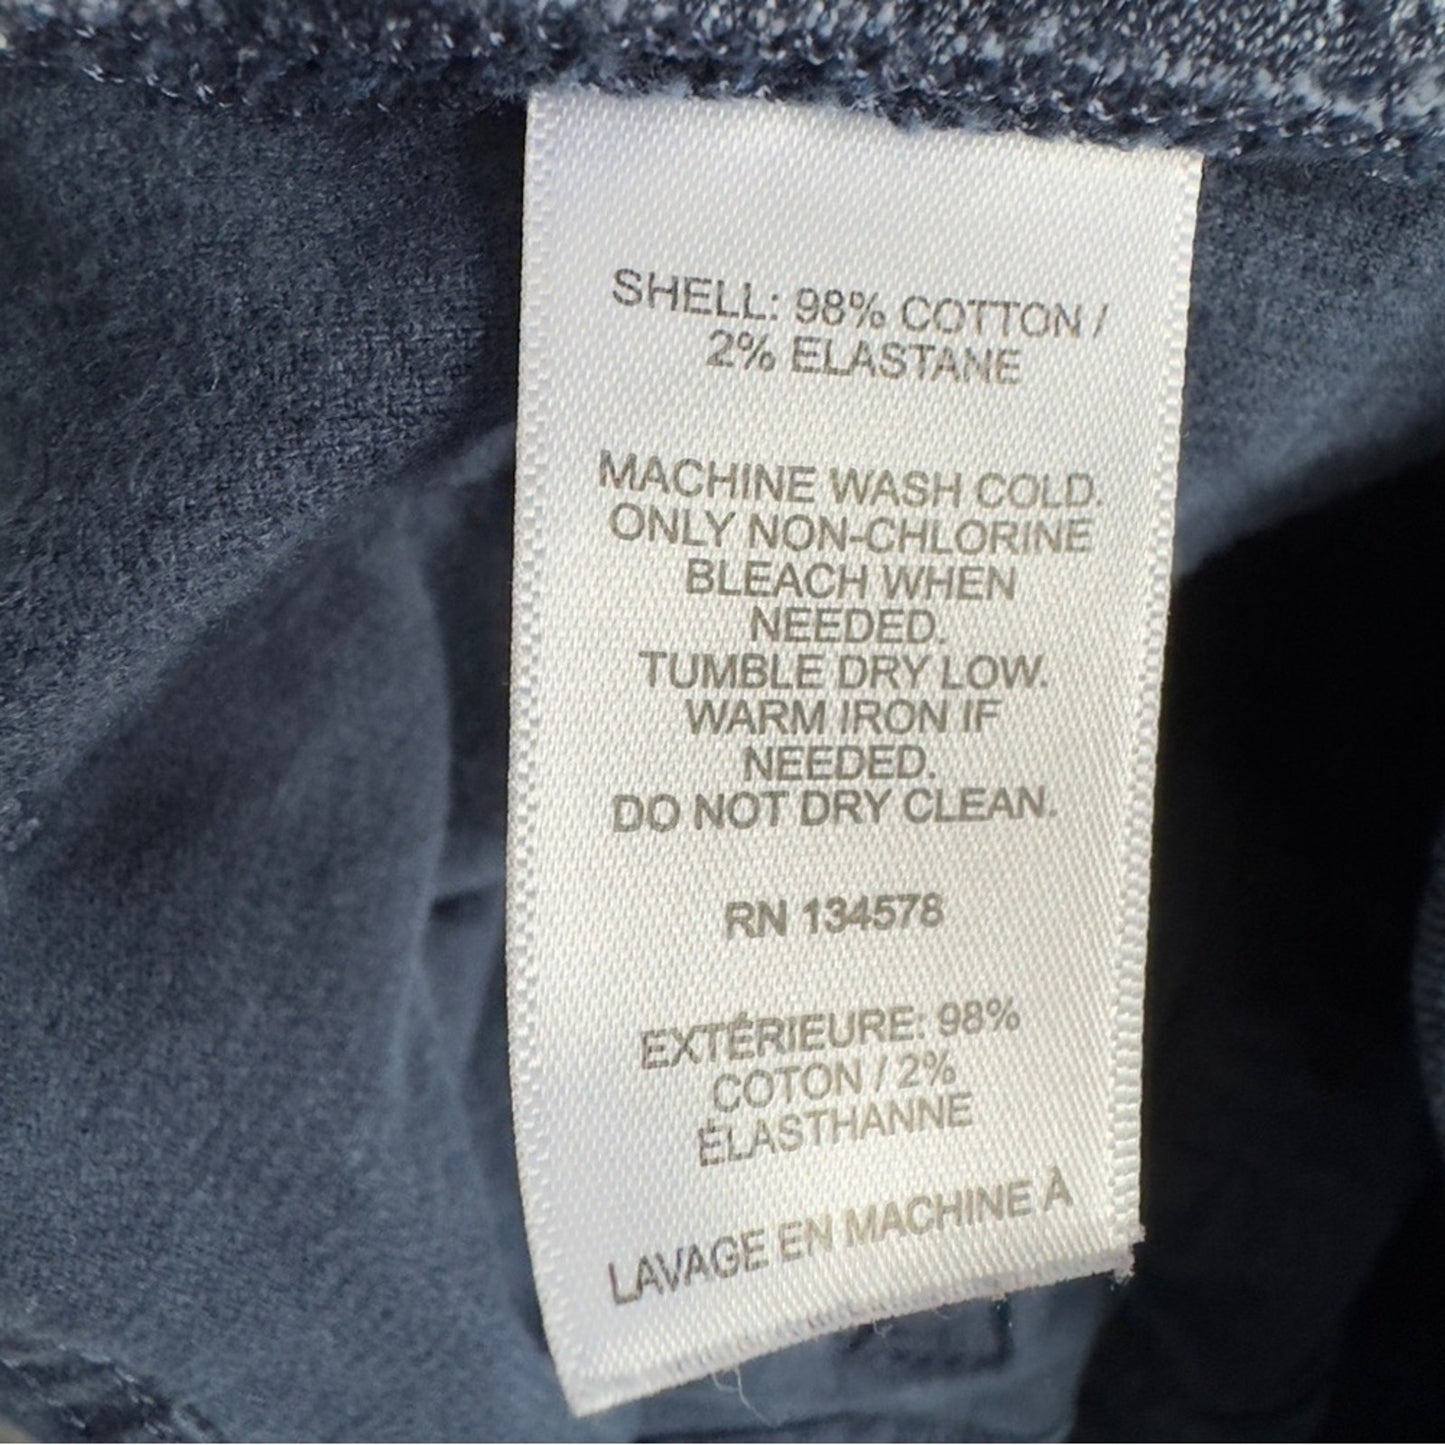 SHELL: 98% COTTON /
2% ELASTANE
MACHINE WASH COLD.
ONLY NON-CHLORINE
BLEACH WHEN
NEEDED.
TUMBLE DRY LOW.
WARM IRON IF
NEEDED.
DO NOT DRY CLEAN.
RN 134578
EXTÉRIEURE: 98%
COTON / 2%
ÉLASTHANNE
LAVAGE EN MACHINE À